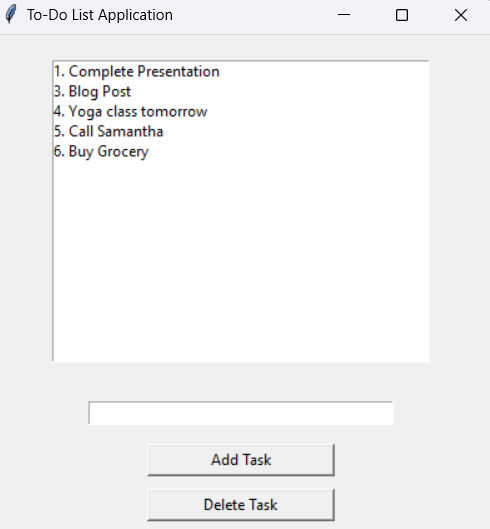 To-Do List Application
1. Complete Presentation
3. Blog Post
4. Yoga class tomorrow
5. Call Samantha
6. Buy Grocery
Add Task
Delete Task